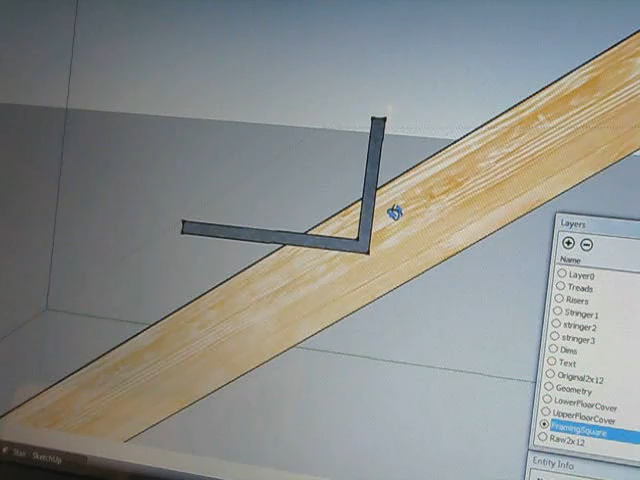 Layers
Name
Layer0
Treads
Risers
Stringer1
stringer2
stringer3
Dims
Text
Original2x12
Geometry
LowerFloorCover
UpperFloorCover
FramingSquare
Raw2x12
Entity Info
Stair - SketchUp